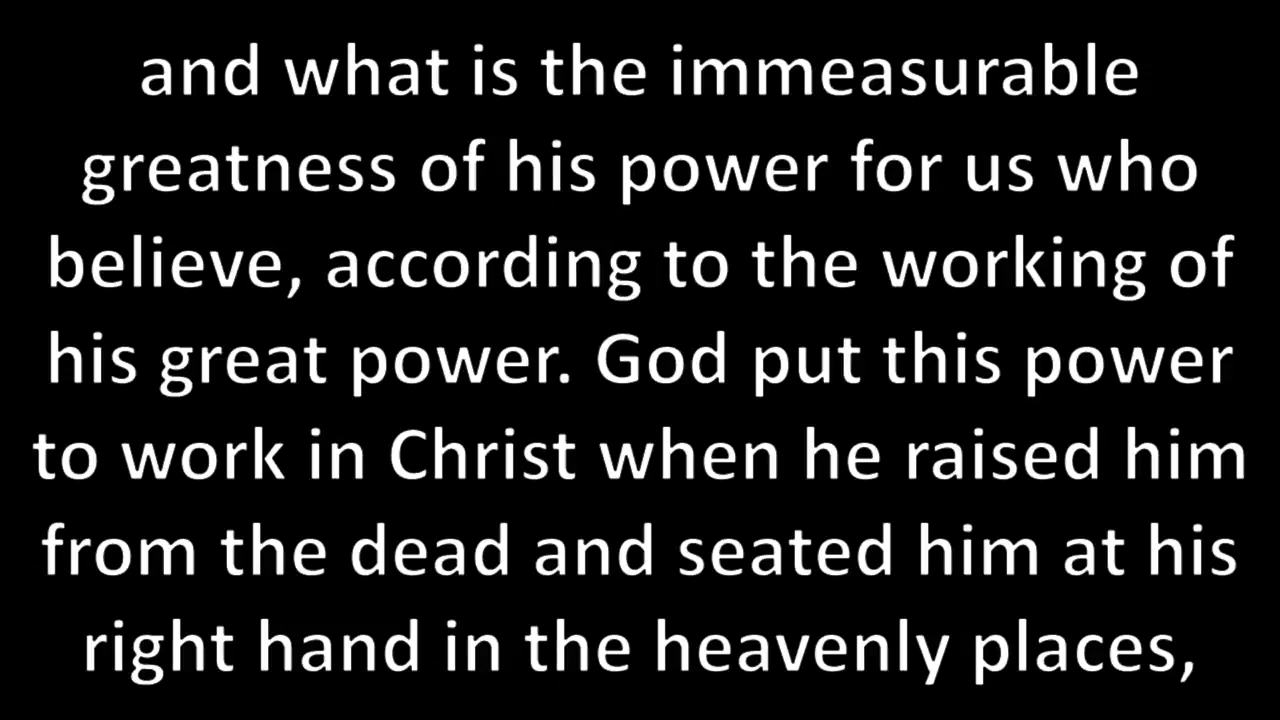 and what is the immeasurable
greatness of his power for us who
believe, according to the working of
his great power. God put this power
to work in Christ when he raised him
from the dead and seated him at his
right hand in the heavenly places,